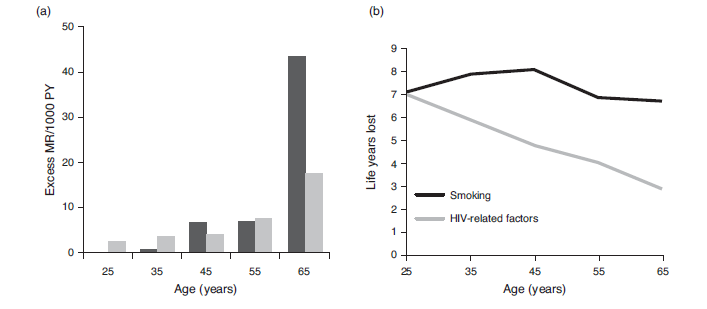 (a)
50
40
30
20
10
0
Excess MR/1000 PY
25 35 45 55 65
Age (years)
(b)
9
8
7
6
5
4
3
2
1
0
Life years lost
Smoking
HIV-related factors
25 35 45 55 65
Age (years)